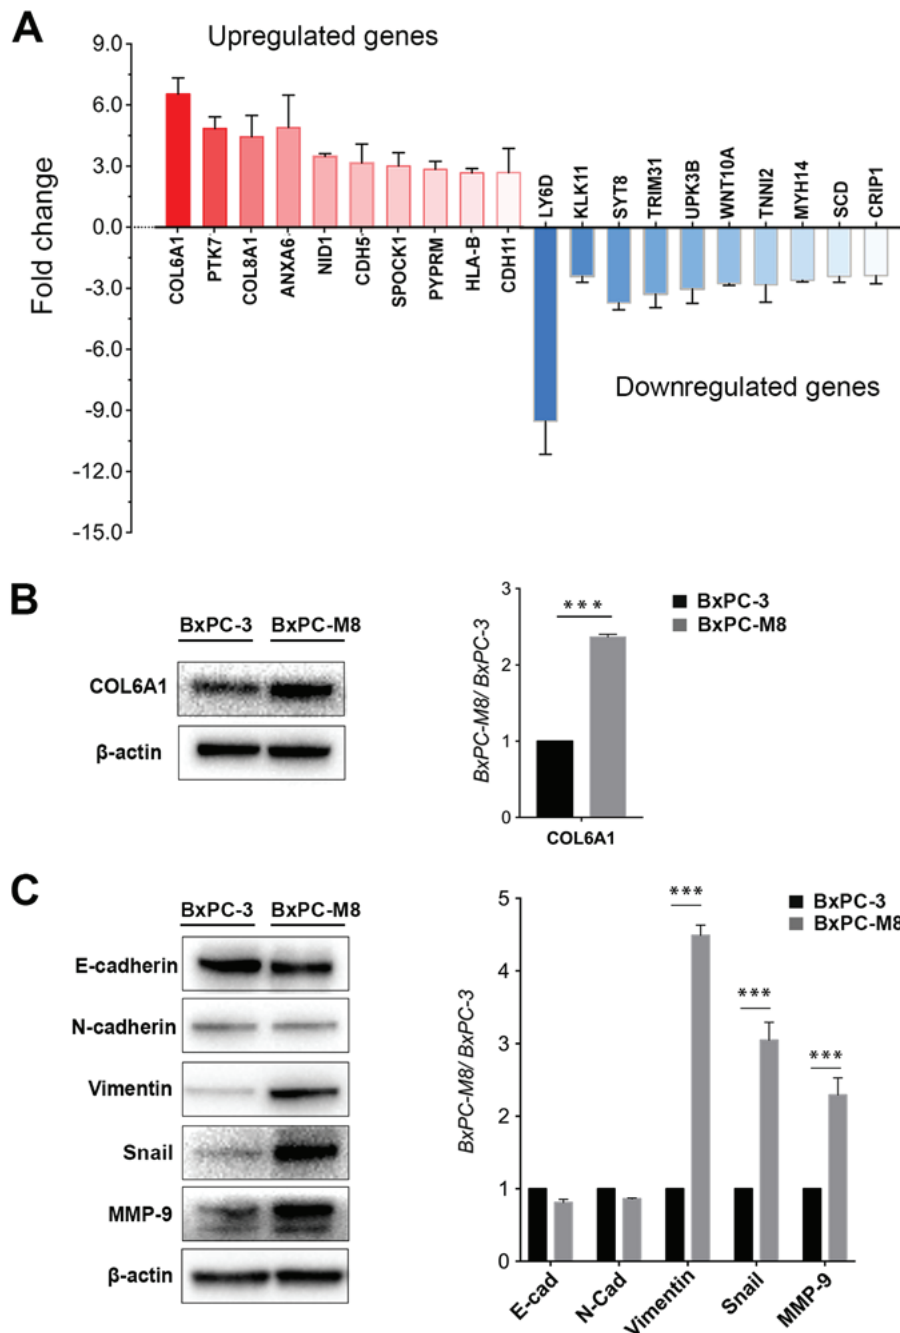 A
Upregulated genes
Fold change
9.0
6.0
3.0
0.0
-3.0
-6.0
-9.0
-12.0
-15.0
COL6A1
PTK7
COL8A1
ANXA6
NID1
CDH5
SPOCK1
PYPRM
HLA-B
CDH11
LY6D
KLK11
SYT8
TRIM31
UPK3B
WNT10A
TNNI2
MYH14
SCD
CRIP1
Downregulated genes
B
BxPC-3 BxPC-M8
COL6A1
β-actin
BxPC-M8/ BxPC-3
3
2
1
0
***
COL6A1
BxPC-3
BxPC-M8
C
BxPC-3 BxPC-M8
E-cadherin
N-cadherin
Vimentin
Snail
MMP-9
β-actin
BxPC-M8/ BxPC-3
5
4
3
2
1
0
***
***
***
E-cad
N-Cad
Vimentin
Snail
MMP-9
BxPC-3
BxPC-M8